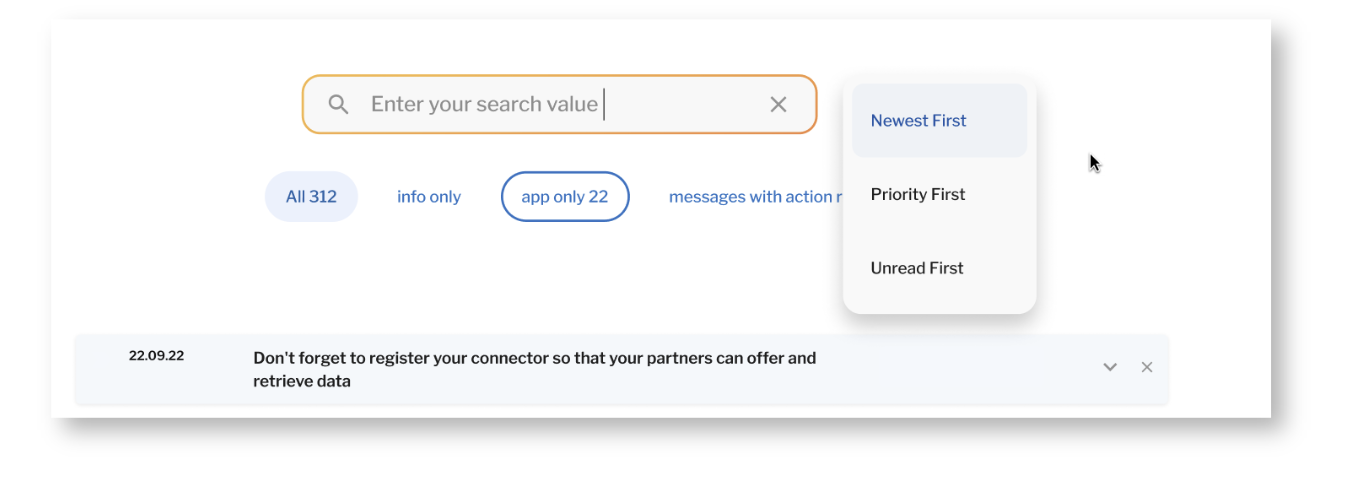 Enter your search value
Newest First
All 312
info only
app only 22
messages with action r
Priority First
Unread First
22.09.22
Don't forget to register your connector so that your partners can offer and
retrieve data